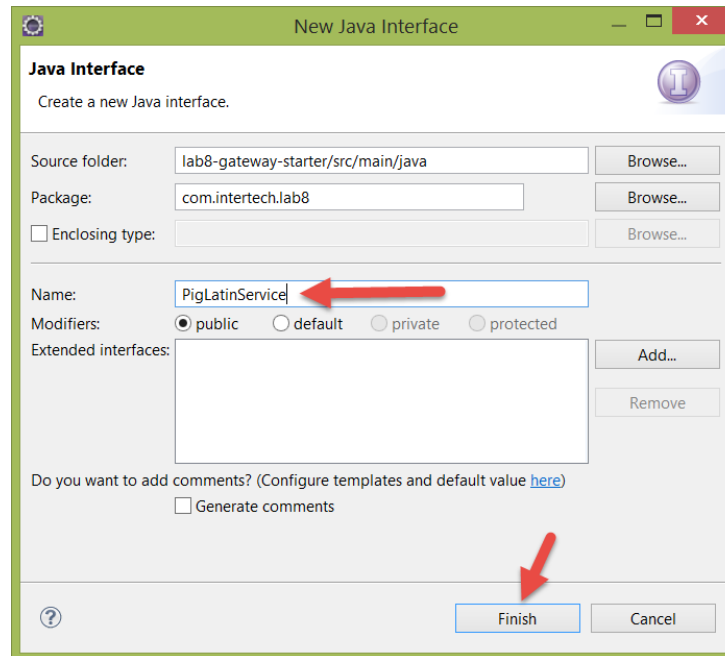 New Java Interface
Java Interface
Create a new Java interface.
Source folder: lab8-gateway-starter/src/main/java Browse...
Package: com.intertech.lab8 Browse...
Enclosing type: Browse...
Name: PigLatinService
Modifiers: public default private protected
Extended interfaces: Add...
Remove
Do you want to add comments? (Configure templates and default value here)
Generate comments
? Finish Cancel